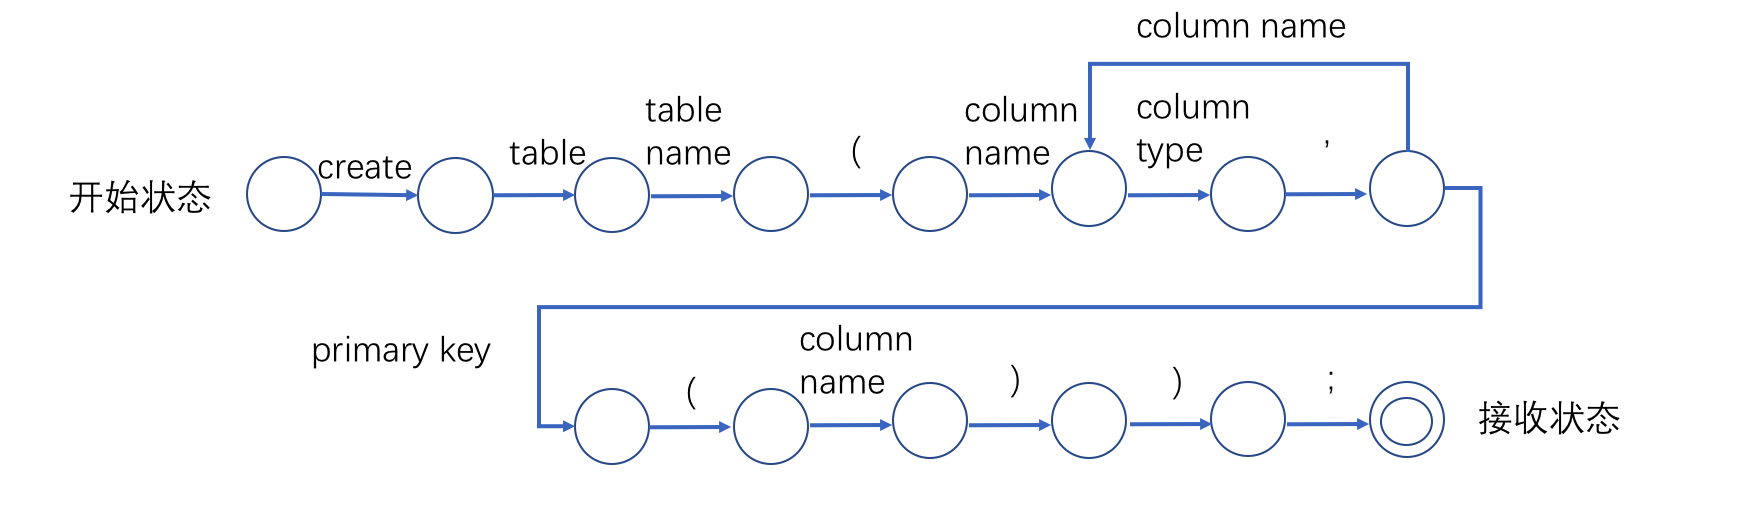 column name
开始状态
create
table
table
name
(
column
name
column
type
,
primary key
(
column
name
)
)
;
接收状态